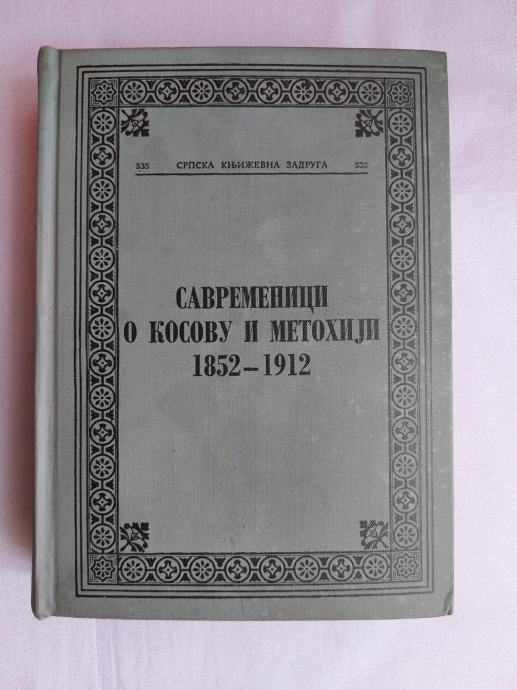 535 СРПСКА КЊИЖЕВНА ЗАДРУГА 535
САВРЕМЕНИЦИ
О КОСОВУ И МЕТОХИЈИ
1852–1912